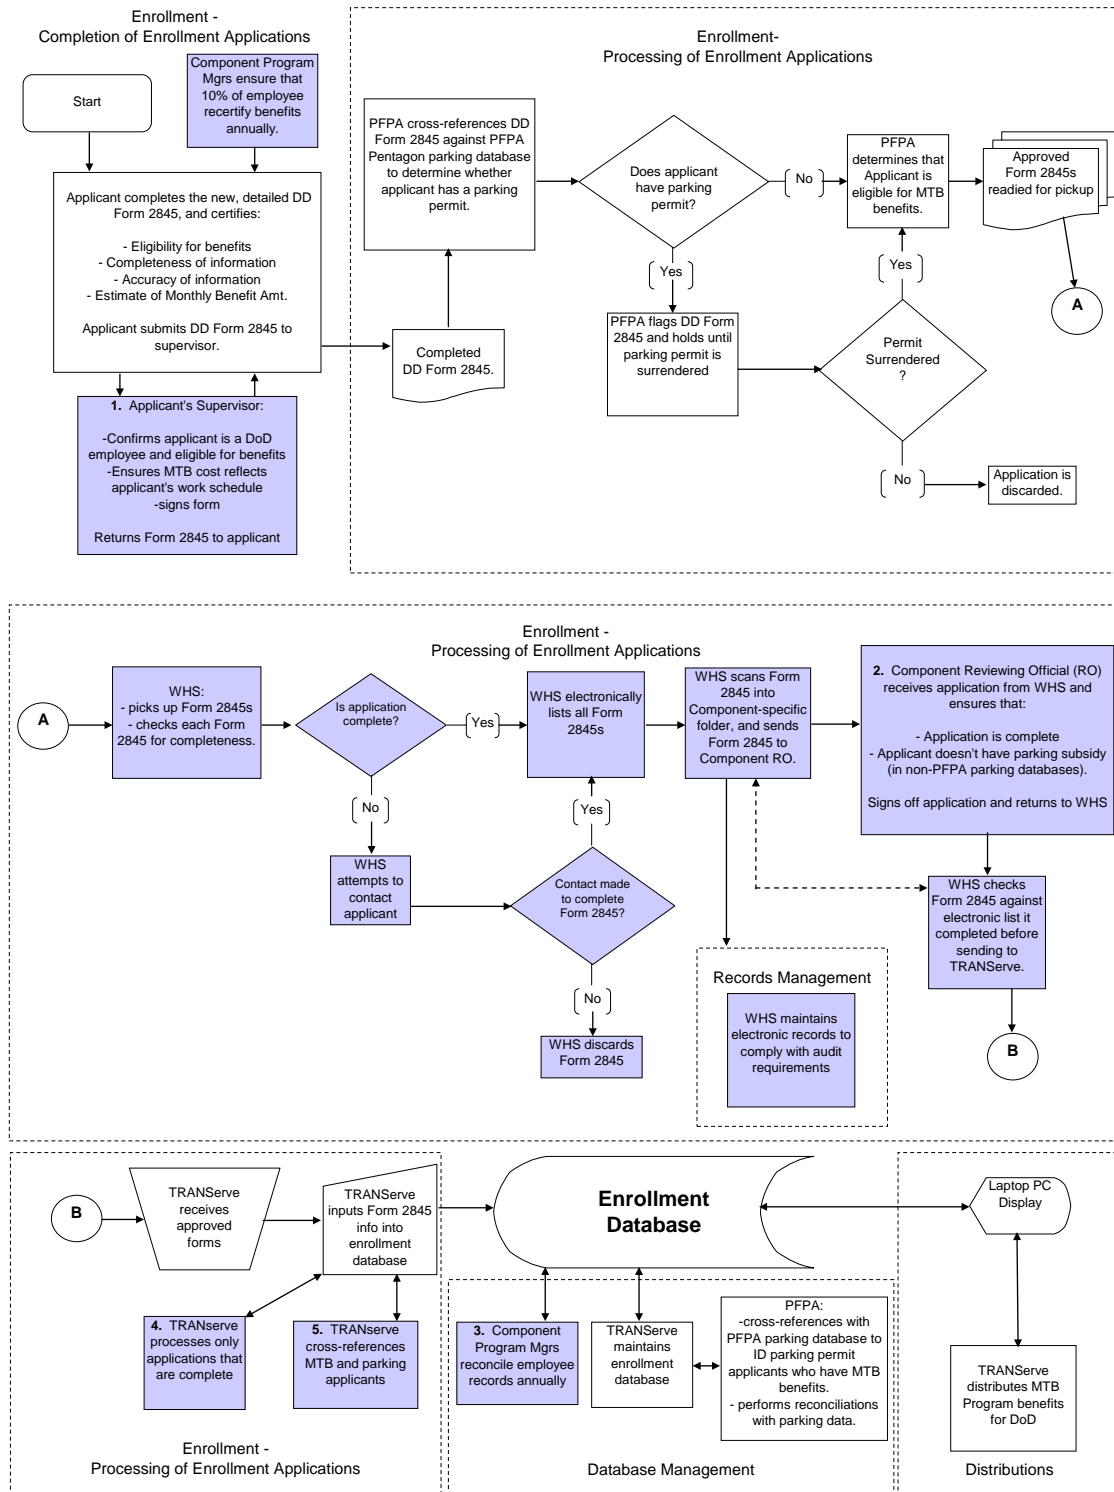 Enrollment -
Completion of Enrollment Applications
Start
Component Program
Mgrs ensure that
10% of employee
recertify benefits
annually.
Applicant completes the new, detailed DD
Form 2845, and certifies:
- Eligibility for benefits
- Completeness of information
- Accuracy of information
- Estimate of Monthly Benefit Amt.
Applicant submits DD Form 2845 to
supervisor.
1. Applicant's Supervisor:
-Confirms applicant is a DoD
employee and eligible for benefits
-Ensures MTB cost reflects
applicant's work schedule
-signs form
Returns Form 2845 to applicant
Enrollment-
Processing of Enrollment Applications
PFPA cross-references DD
Form 2845 against PFPA
Pentagon parking database
to determine whether
applicant has a parking
permit.
Completed
DD Form 2845.
Does applicant
have parking
permit?
No
Yes
PFPA
determines that
Applicant is
eligible for MTB
benefits.
Approved
Form 2845s
readied for pickup
A
PFPA flags DD Form
2845 and holds until
parking permit is
surrendered
Yes
Permit
Surrendered
?
No
Application is
discarded.
Enrollment -
Processing of Enrollment Applications
A
WHS:
- picks up Form 2845s
- checks each Form
2845 for completeness.
Is application
complete?
Yes
No
WHS
attempts to
contact
applicant
WHS electronically
lists all Form
2845s
Yes
Contact made
to complete
Form 2845?
No
WHS discards
Form 2845
WHS scans Form
2845 into
Component-specific
folder, and sends
Form 2845 to
Component RO.
2. Component Reviewing Official (RO)
receives application from WHS and
ensures that:
- Application is complete
- Applicant doesn't have parking subsidy
(in non-PFPA parking databases).
Signs off application and returns to WHS
WHS checks
Form 2845 against
electronic list it
completed before
sending to
TRANServe.
B
Records Management
WHS maintains
electronic records to
comply with audit
requirements
B
TRANServe
receives
approved
forms
TRANServe
inputs Form 2845
info into
enrollment
database
4. TRANserve
processes only
applications that
are complete
5. TRANserve
cross-references
MTB and parking
applicants
Enrollment -
Processing of Enrollment Applications
Enrollment
Database
3. Component
Program Mgrs
reconcile employee
records annually
TRANServe
maintains
enrollment
database
PFPA:
-cross-references with
PFPA parking database to
ID parking permit
applicants who have MTB
benefits.
- performs reconciliations
with parking data.
Database Management
Laptop PC
Display
TRANServe
distributes MTB
Program benefits
for DoD
Distributions